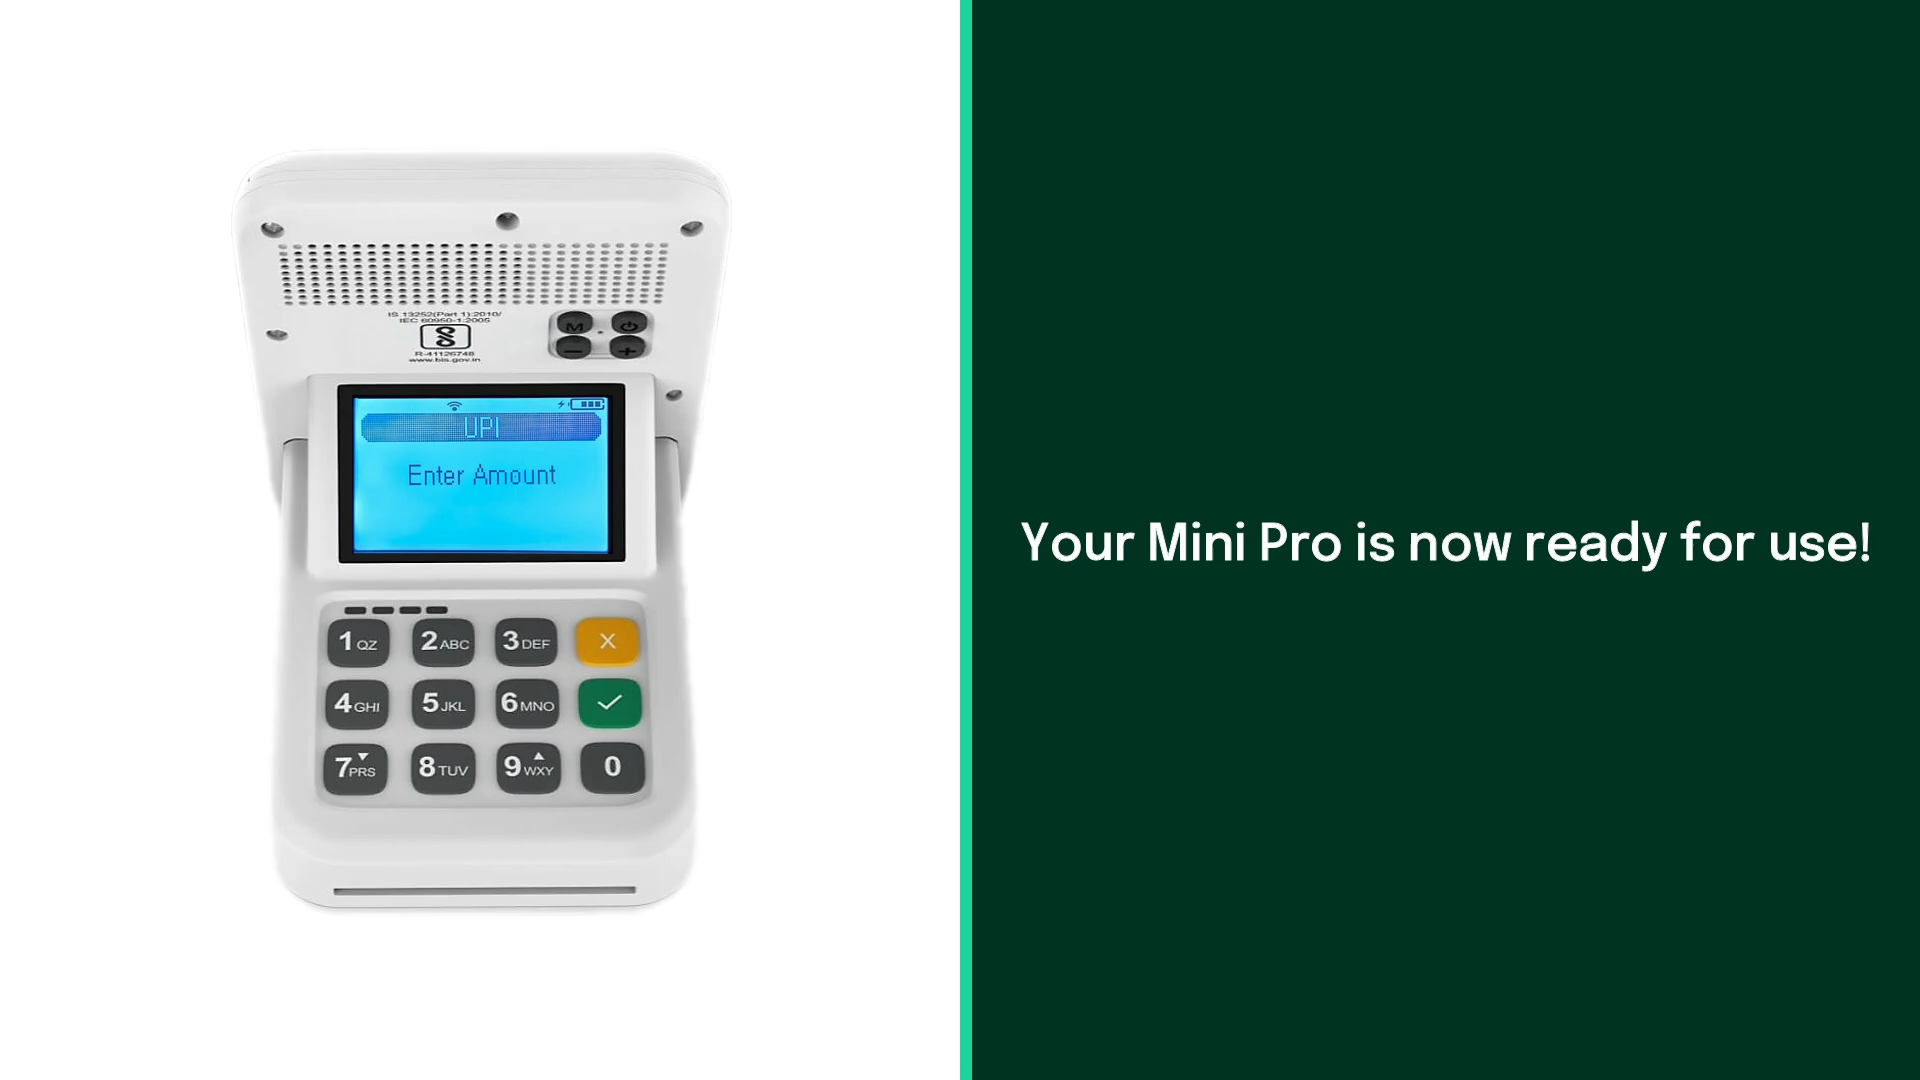 IS 13252(Part 1):2010/
IEC 60950-1:2005
R-41126748
www.bis.gov.in
M
- +
UPI
Enter Amount
1 QZ 2 ABC 3 DEF X
4 GHI 5 JKL 6 MNO
7 PRS 8 TUV 9 WXY 0
Your Mini Pro is now ready for use!